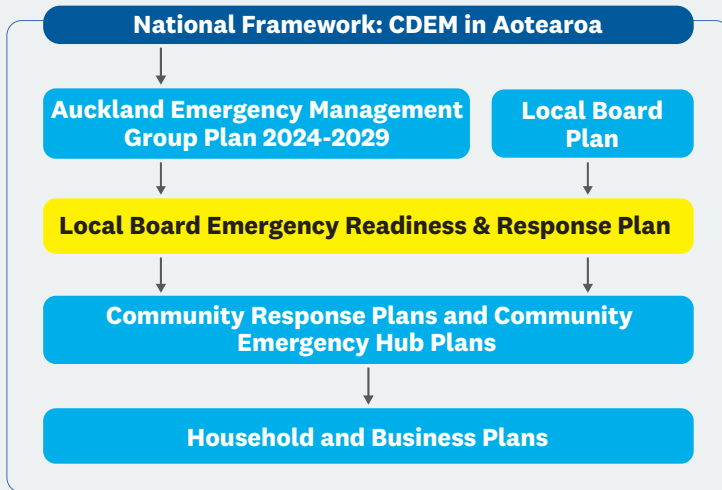 National Framework: CDEM in Aotearoa
Auckland Emergency Management
Group Plan 2024-2029
Local Board
Plan
Local Board Emergency Readiness & Response Plan
Community Response Plans and Community
Emergency Hub Plans
Household and Business Plans